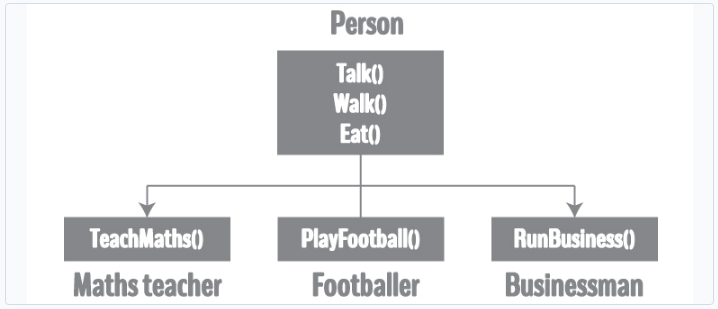 Person
Talk()
Walk()
Eat()
TeachMaths() PlayFootball() RunBusiness()
Maths teacher Footballer Businessman